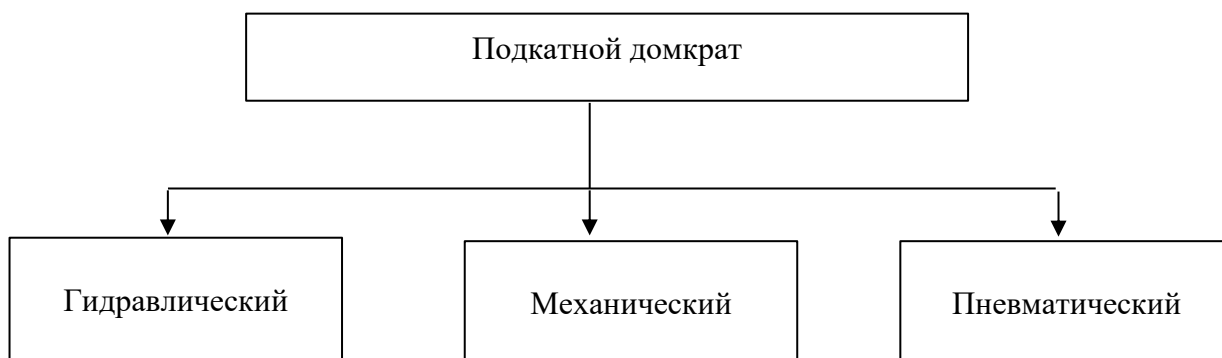 Подкатной домкрат
Гидравлический
Механический
Пневматический